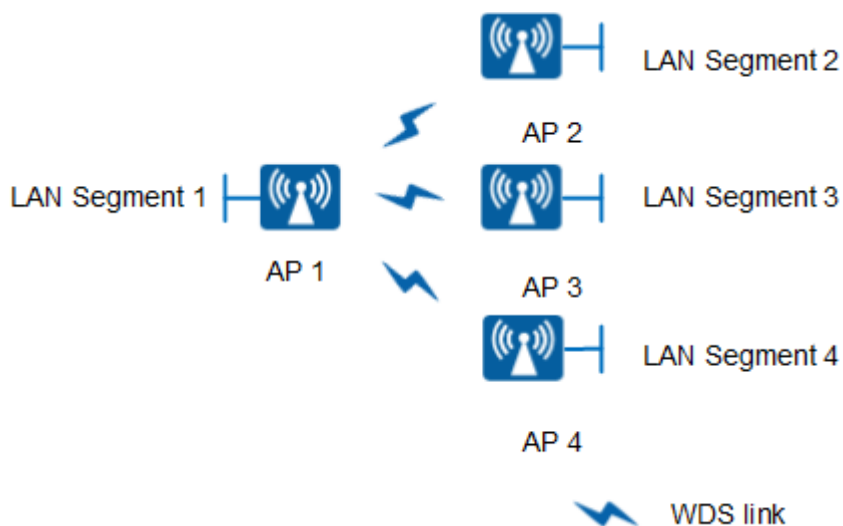 LAN Segment 2
AP 2
LAN Segment 1
LAN Segment 3
AP 1
AP 3
LAN Segment 4
AP 4
WDS link